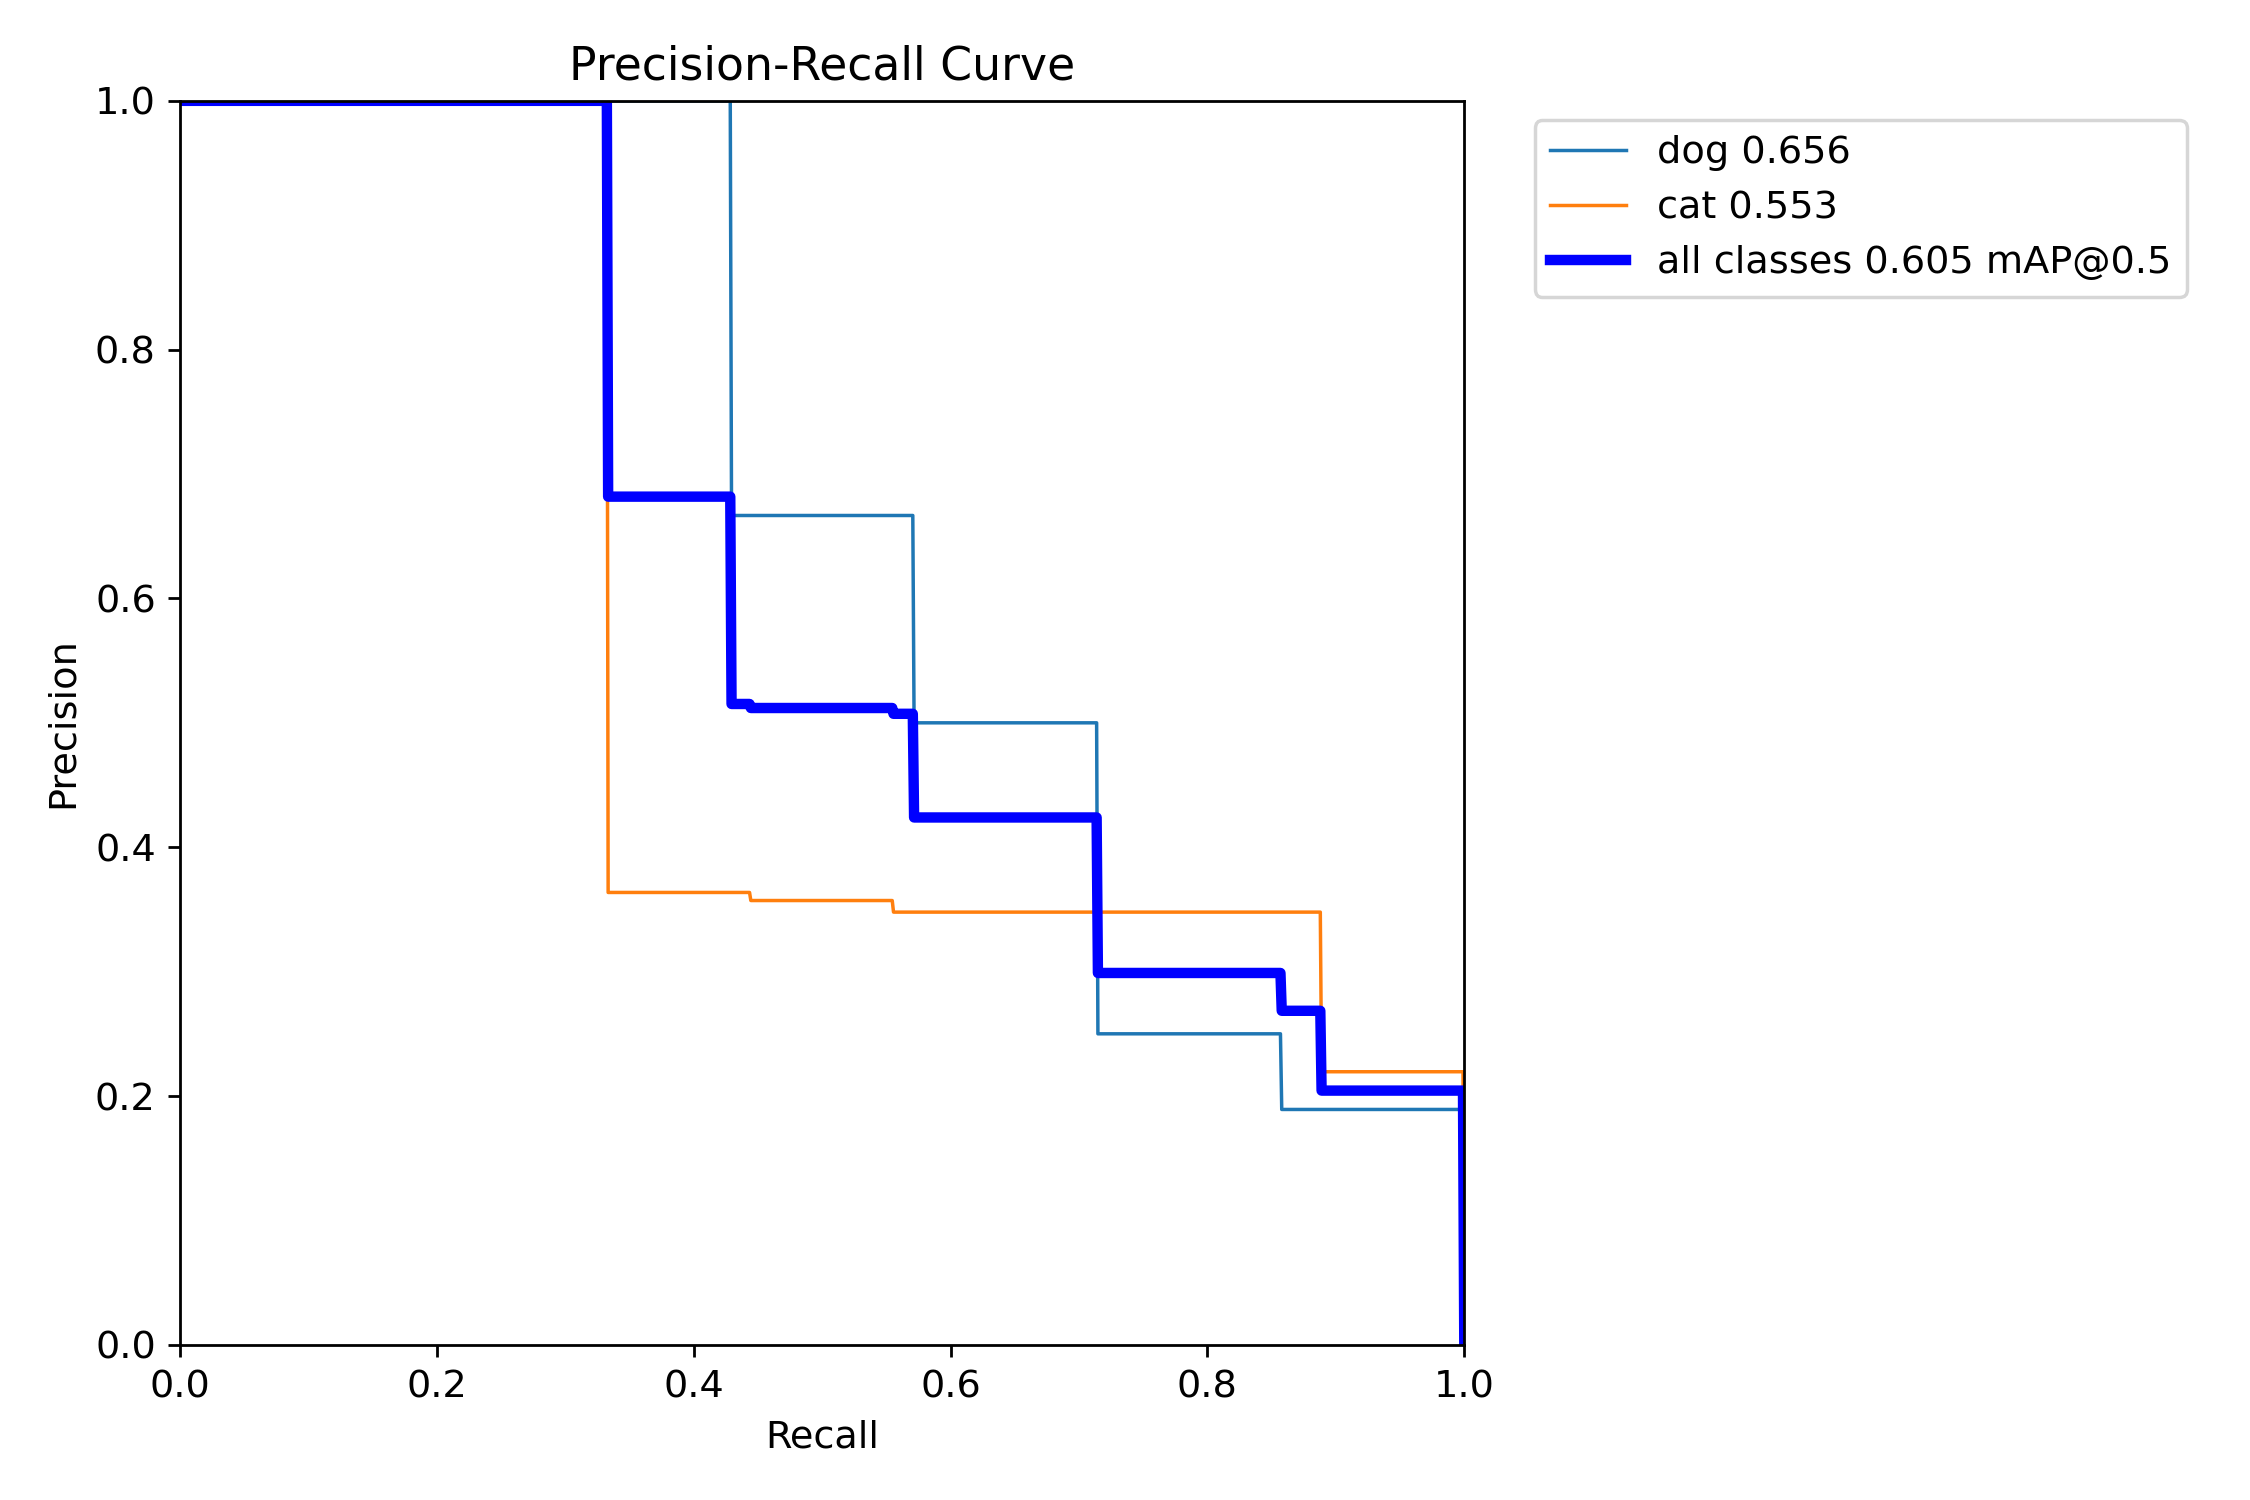 Precision-Recall Curve
1.0
0.8
0.6
0.4
0.2
0.0
Precision
0.0 0.2 0.4 0.6 0.8 1.0
Recall
dog 0.656
cat 0.553
all classes 0.605 mAP@0.5